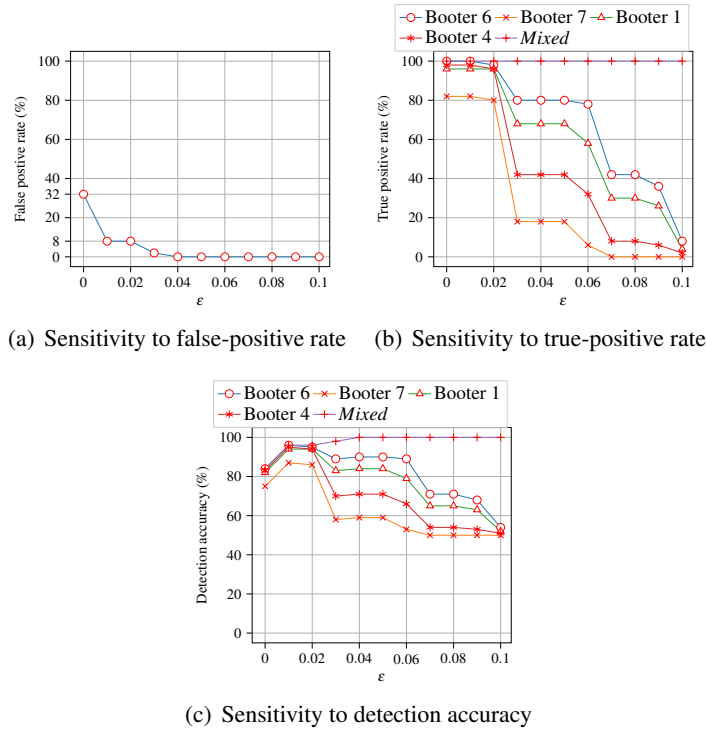 Booter 6 Booter 7 Booter 1
Booter 4 Mixed
100
80
60
40
32
20
8
0
False postive rate (%)
0 0.02 0.04 0.06 0.08 0.1
ε
100
80
60
40
20
0
True positive rate (%)
0 0.02 0.04 0.06 0.08 0.1
ε
(a) Sensitivity to false-positive rate
(b) Sensitivity to true-positive rate
Booter 6 Booter 7 Booter 1
Booter 4 Mixed
100
80
60
40
20
0
Detection accuracy (%)
0 0.02 0.04 0.06 0.08 0.1
ε
(c) Sensitivity to detection accuracy